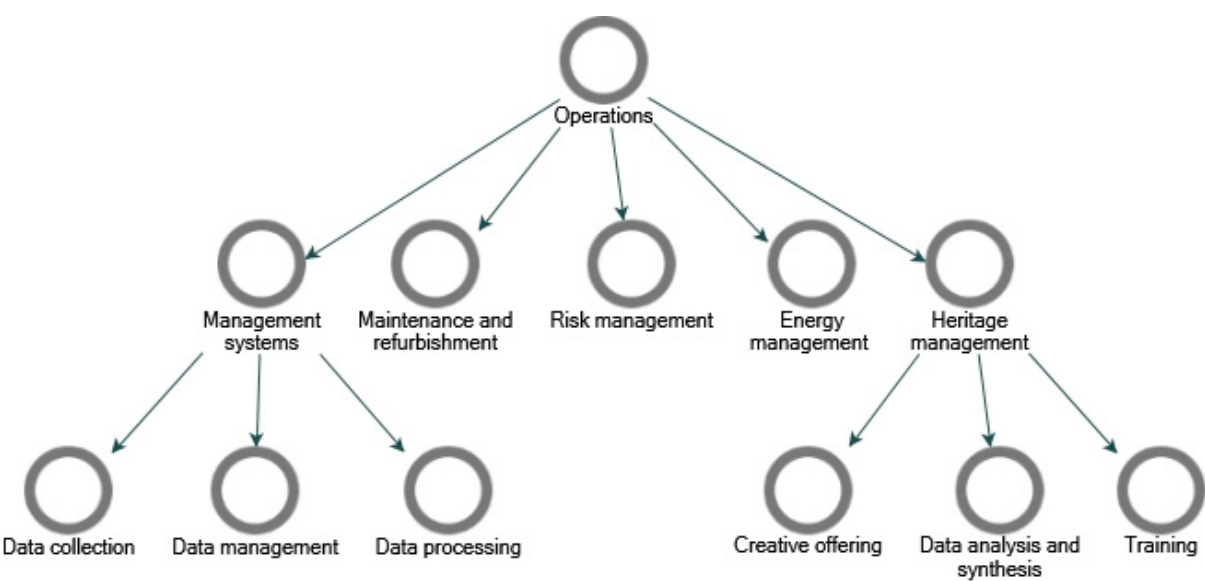 Operations
Management
systems
Maintenance and
refurbishment
Risk management
Energy
management
Heritage
management
Data collection
Data management
Data processing
Creative offering
Data analysis and
synthesis
Training